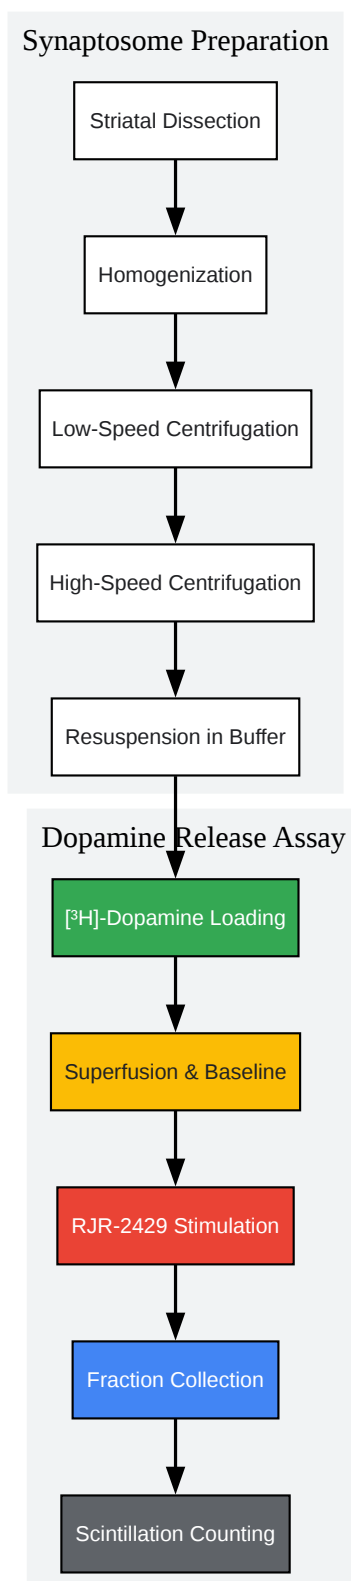 Synaptosome Preparation
Striatal Dissection
Homogenization
Low-Speed Centrifugation
High-Speed Centrifugation
Resuspension in Buffer
Dopamine Release Assay
[³H]-Dopamine Loading
Superfusion & Baseline
RJR-2429 Stimulation
Fraction Collection
Scintillation Counting